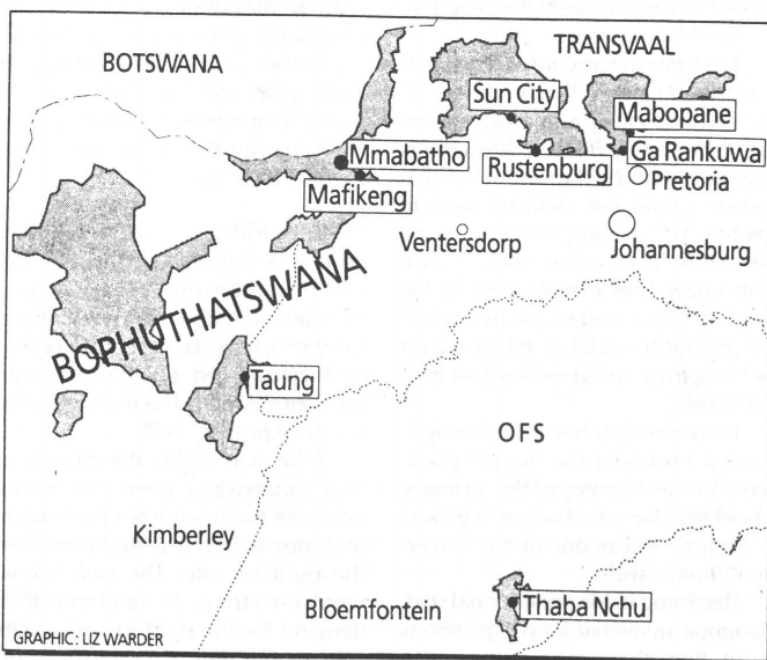 BOTSWANA
TRANSVAAL
Sun City
Mabopane
Mmabatho
Ga Rankuwa
Mafikeng
Rustenburg
Pretoria
Ventersdorp
Johannesburg
BOPHUTHATSWANA
Taung
OFS
Kimberley
Bloemfontein
Thaba Nchu
GRAPHIC: LIZ WARDER